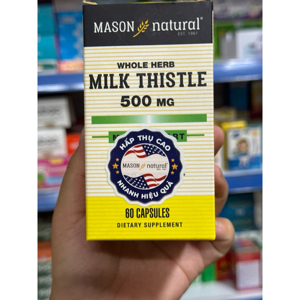 MASON natural®
EST. 1967
WHOLE HERB
MILK THISTLE
500 MG
HẤP THU CAO
MASON natural
NHANH HIỆU QUẢ
60 CAPSULES
DIETARY SUPPLEMENT